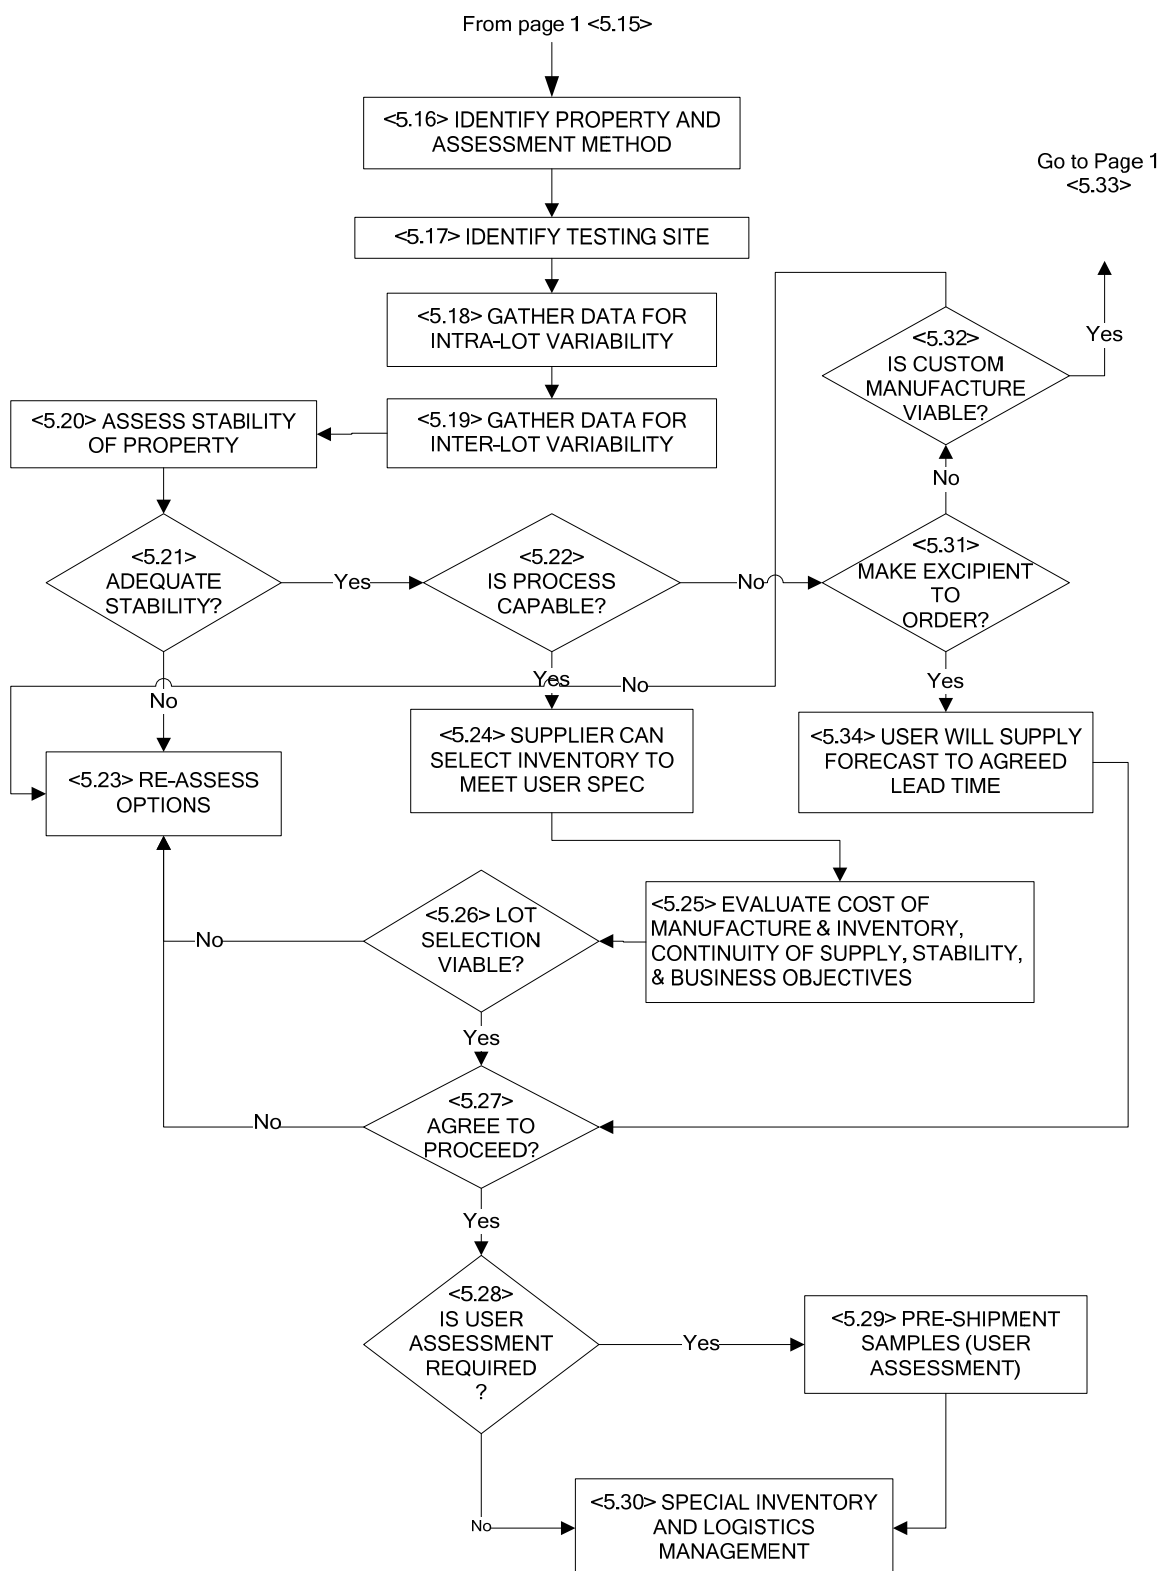 From page 1 <5.15>
<5.16> IDENTIFY PROPERTY AND
ASSESSMENT METHOD
Go to Page 1
<5.33>
<5.17> IDENTIFY TESTING SITE
<5.18> GATHER DATA FOR
INTRA-LOT VARIABILITY
<5.32>
IS CUSTOM
MANUFACTURE
VIABLE?
Yes
<5.20> ASSESS STABILITY
OF PROPERTY
<5.19> GATHER DATA FOR
INTER-LOT VARIABILITY
No
<5.21>
ADEQUATE
STABILITY?
Yes
<5.22>
IS PROCESS
CAPABLE?
No
<5.31>
MAKE EXCIPIENT
TO
ORDER?
No
Yes
No
Yes
<5.23> RE-ASSESS
OPTIONS
<5.24> SUPPLIER CAN
SELECT INVENTORY TO
MEET USER SPEC
<5.34> USER WILL SUPPLY
FORECAST TO AGREED
LEAD TIME
<5.26> LOT
SELECTION
VIABLE?
No
<5.25> EVALUATE COST OF
MANUFACTURE & INVENTORY,
CONTINUITY OF SUPPLY, STABILITY,
& BUSINESS OBJECTIVES
Yes
<5.27>
AGREE TO
PROCEED?
No
Yes
<5.28>
IS USER
ASSESSMENT
REQUIRED
?
Yes
<5.29> PRE-SHIPMENT
SAMPLES (USER
ASSESSMENT)
No
<5.30> SPECIAL INVENTORY
AND LOGISTICS
MANAGEMENT